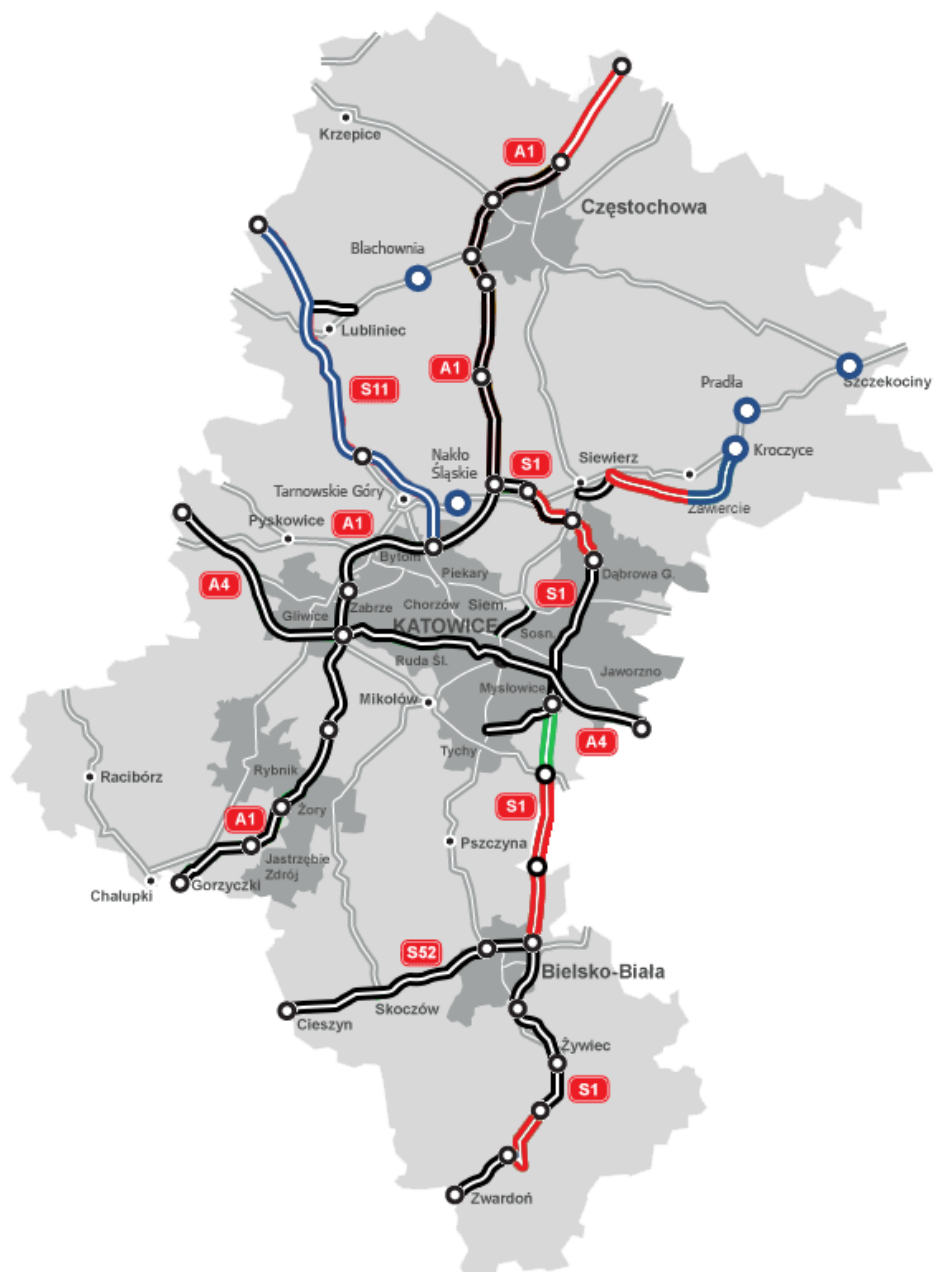 Krzepice
A1
Częstochowa
Blachownia
Lubliniec
A1
S11
Pradła
Szczekociny
Nakło
Śląskie
S1
Siewierz
Kroczyce
Tarnowskie Góry
Zawiercie
Pyskowice
A1
Bytom
Piekary
Dąbrowa G.
A4
S1
Zabrze
Chorzów
Siem.
Gliwice
KATOWICE
Sosn.
Ruda Śl.
Jaworzno
Mysłowice
Mikołów
A4
Tychy
Rybnik
Racibórz
S1
Żory
A1
Pszczyna
Jastrzębie
Zdrój
Chałupki
Gorzyczki
S52
Bielsko-Biała
Skoczów
Cieszyn
Żywiec
S1
Zwardoń